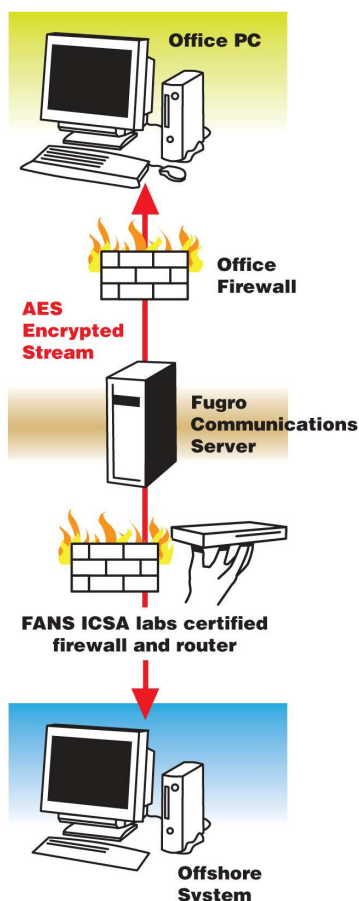 Office PC
Office
Firewall
AES
Encrypted
Stream
Fugro
Communications
Server
FANS ICSA labs certified
firewall and router
Offshore
System